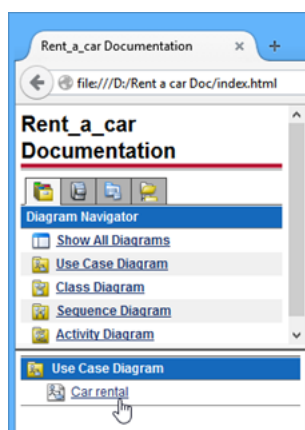 Rent_a_car Documentation
file:///D:/Rent a car Doc/index.html
Rent_a_car
Documentation
Diagram Navigator
Show All Diagrams
Use Case Diagram
Class Diagram
Sequence Diagram
Activity Diagram
Use Case Diagram
Car rental